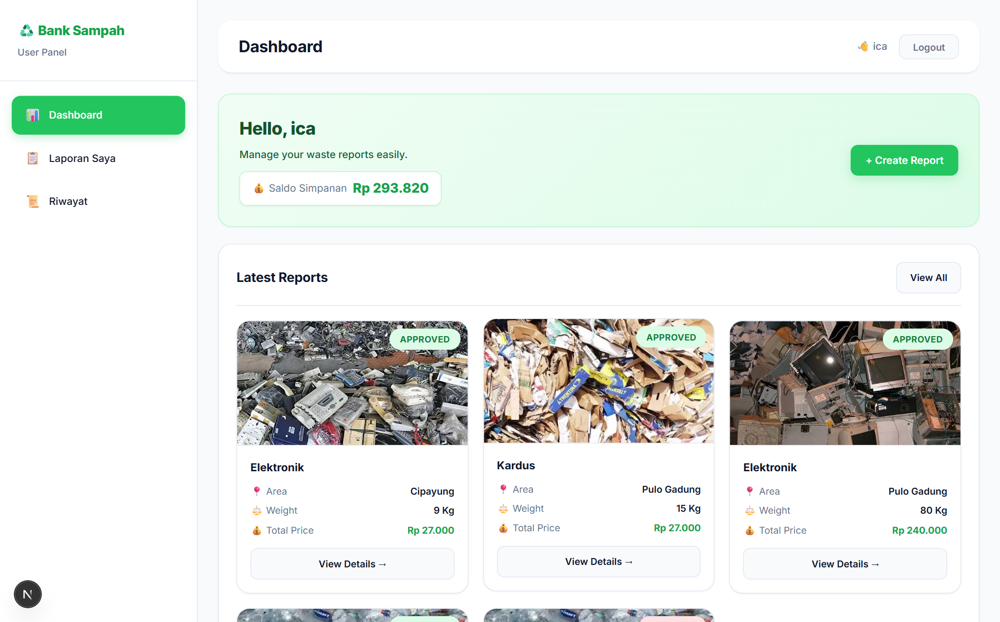 Bank Sampah
User Panel
Dashboard
Laporan Saya
Riwayat
Dashboard
ica
Logout
Hello, ica
Manage your waste reports easily.
Saldo Simpanan Rp 293.820
+ Create Report
Latest Reports
View All
APPROVED
Elektronik
Area Cipayung
Weight 9 Kg
Total Price Rp 27.000
View Details →
APPROVED
TRENTINO
Kardus
Area Pulo Gadung
Weight 15 Kg
Total Price Rp 27.000
View Details →
APPROVED
Elektronik
Area Pulo Gadung
Weight 80 Kg
Total Price Rp 240.000
View Details →
smart
smart
N